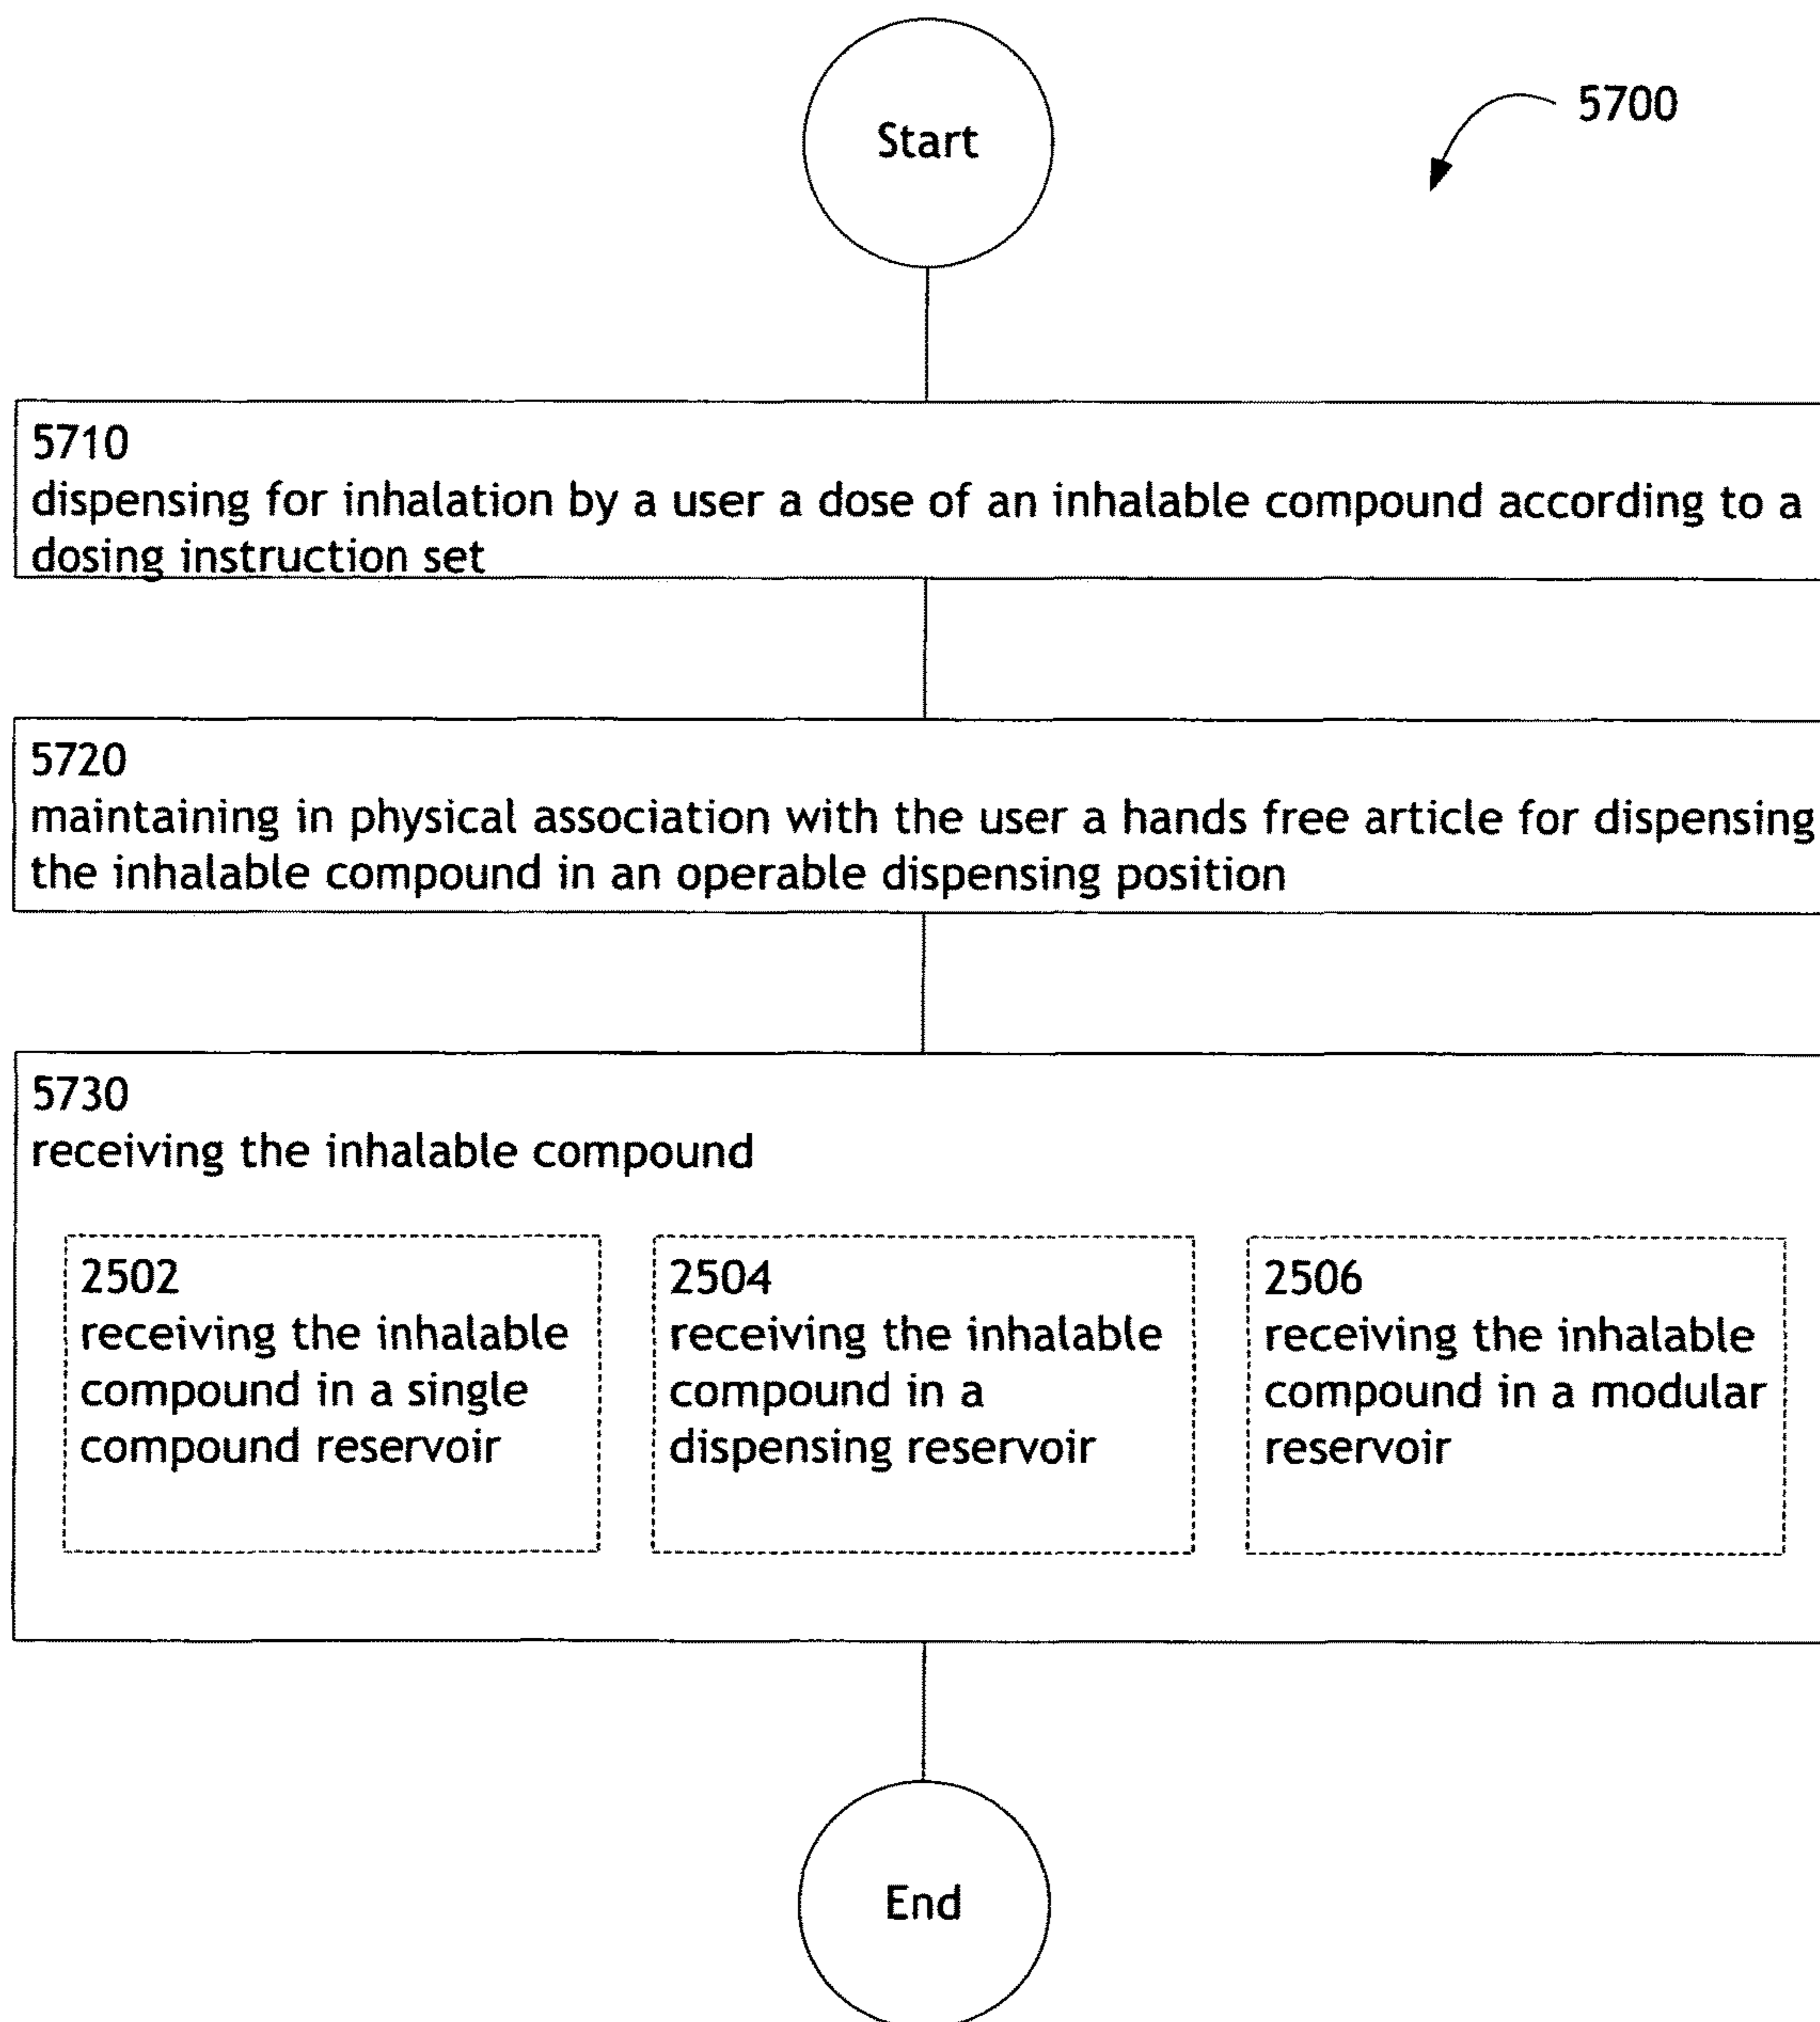 Start
5700
5710
dispensing for inhalation by a user a dose of an inhalable compound according to a
dosing instruction set
5720
maintaining in physical association with the user a hands free article for dispensing
the inhalable compound in an operable dispensing position
5730
receiving the inhalable compound
2502
receiving the inhalable
compound in a single
compound reservoir
2504
receiving the inhalable
compound in a
dispensing reservoir
2506
receiving the inhalable
compound in a modular
reservoir
End